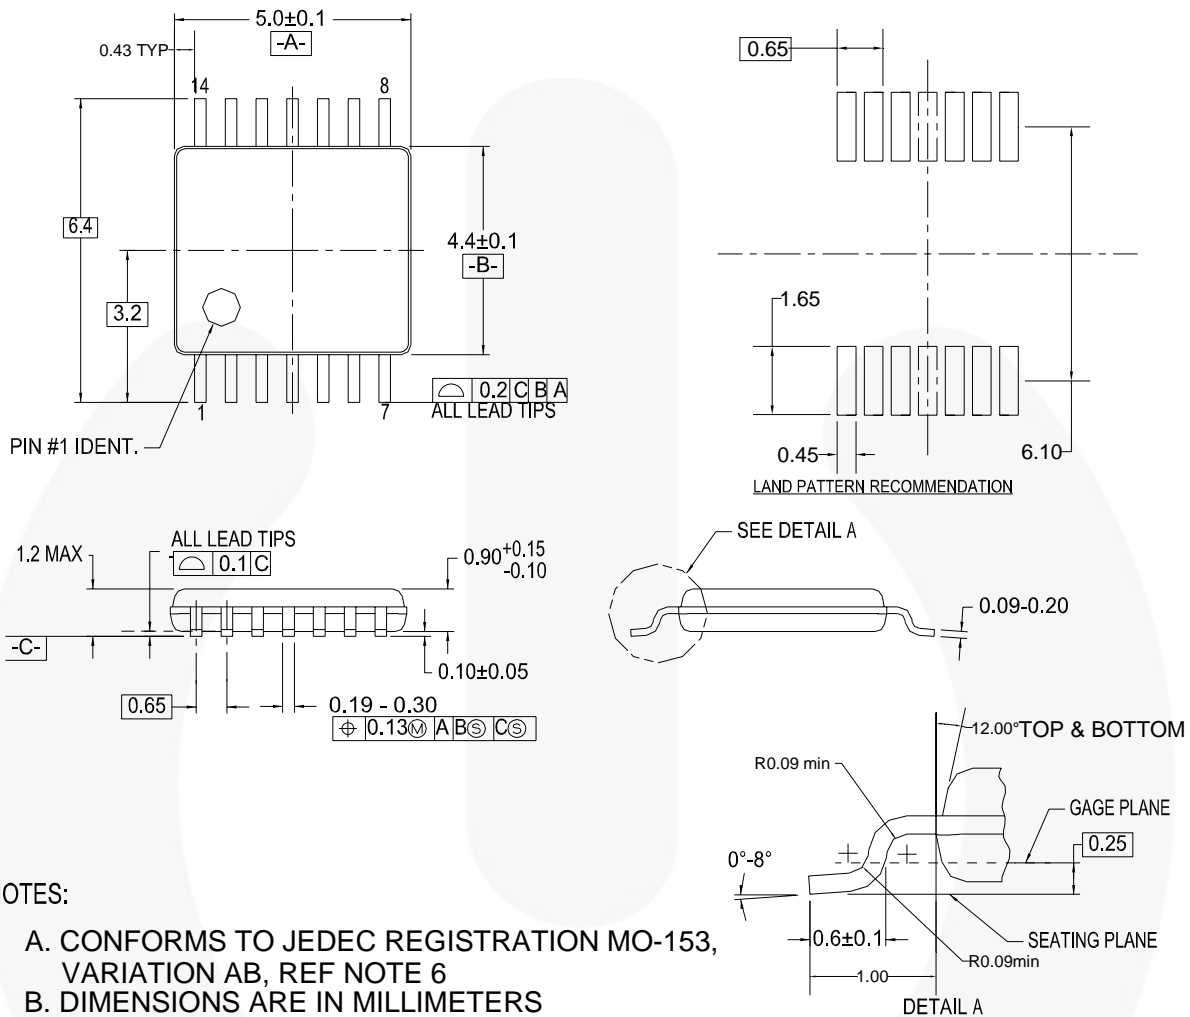 5.0±0.1
-A-
0.43 TYP
14
8
6.4
3.2
4.4±0.1
-B-
1
7
0.2 C B A
ALL LEAD TIPS
PIN #1 IDENT.
0.65
1.65
0.45
6.10
LAND PATTERN RECOMMENDATION
ALL LEAD TIPS
0.1 C
1.2 MAX
0.90 +0.15 -0.10
-C-
0.10±0.05
0.65
0.19 - 0.30
⌖ 0.13Ⓜ A BⓈ CⓈ
SEE DETAIL A
0.09-0.20
12.00° TOP & BOTTOM
R0.09 min
GAGE PLANE
0.25
0°-8°
0.6±0.1
SEATING PLANE
R0.09min
1.00
DETAIL A
OTES:
A. CONFORMS TO JEDEC REGISTRATION MO-153,
VARIATION AB, REF NOTE 6
B. DIMENSIONS ARE IN MILLIMETERS